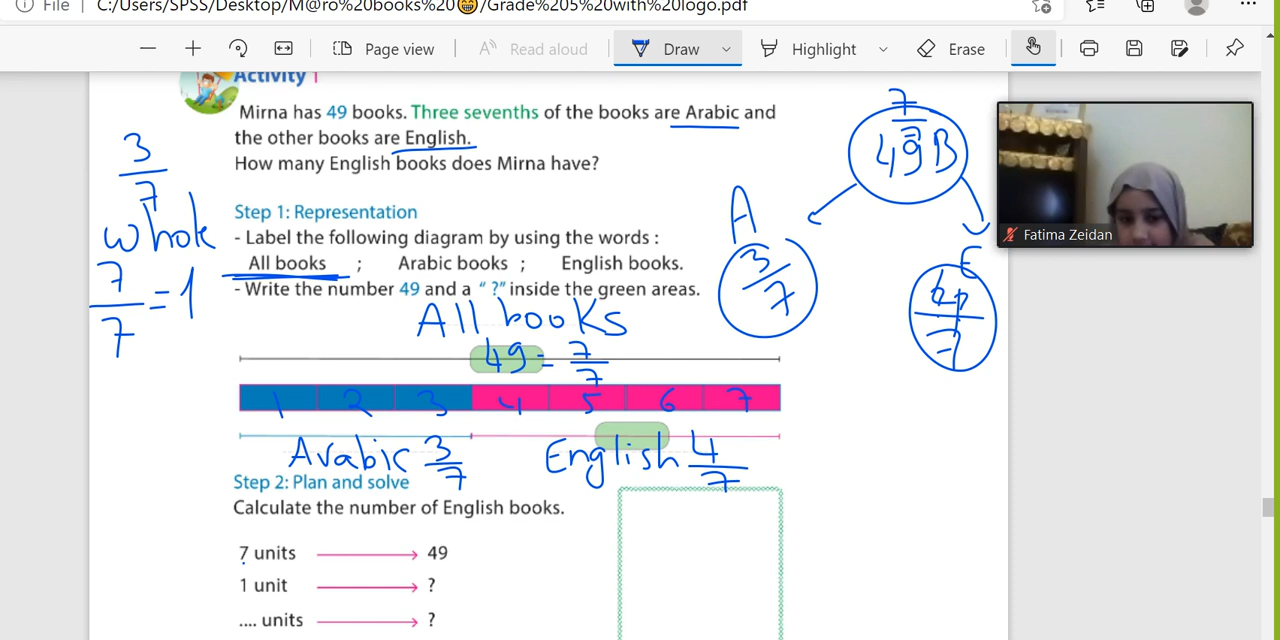 File | C:/Users/SPSS/Desktop/M@ro%20books%20😁/Grade%205%20with%20logo.pdf
Page view
Read aloud
Draw
Highlight
Erase
Activity 1
Mirna has 49 books. Three sevenths of the books are Arabic and
the other books are English.
How many English books does Mirna have?
3/7
whole
7/7 = 1
7/7
49 B
A
3/7
E
4/7
Fatima Zeidan
Step 1: Representation
- Label the following diagram by using the words :
All books ; Arabic books ; English books.
- Write the number 49 and a “ ?” inside the green areas.
All books
49 = 7/7
1 2 3 4 5 6 7
Arabic 3/7 English 4/7
Step 2: Plan and solve
Calculate the number of English books.
7 units 49
1 unit ?
.... units ?